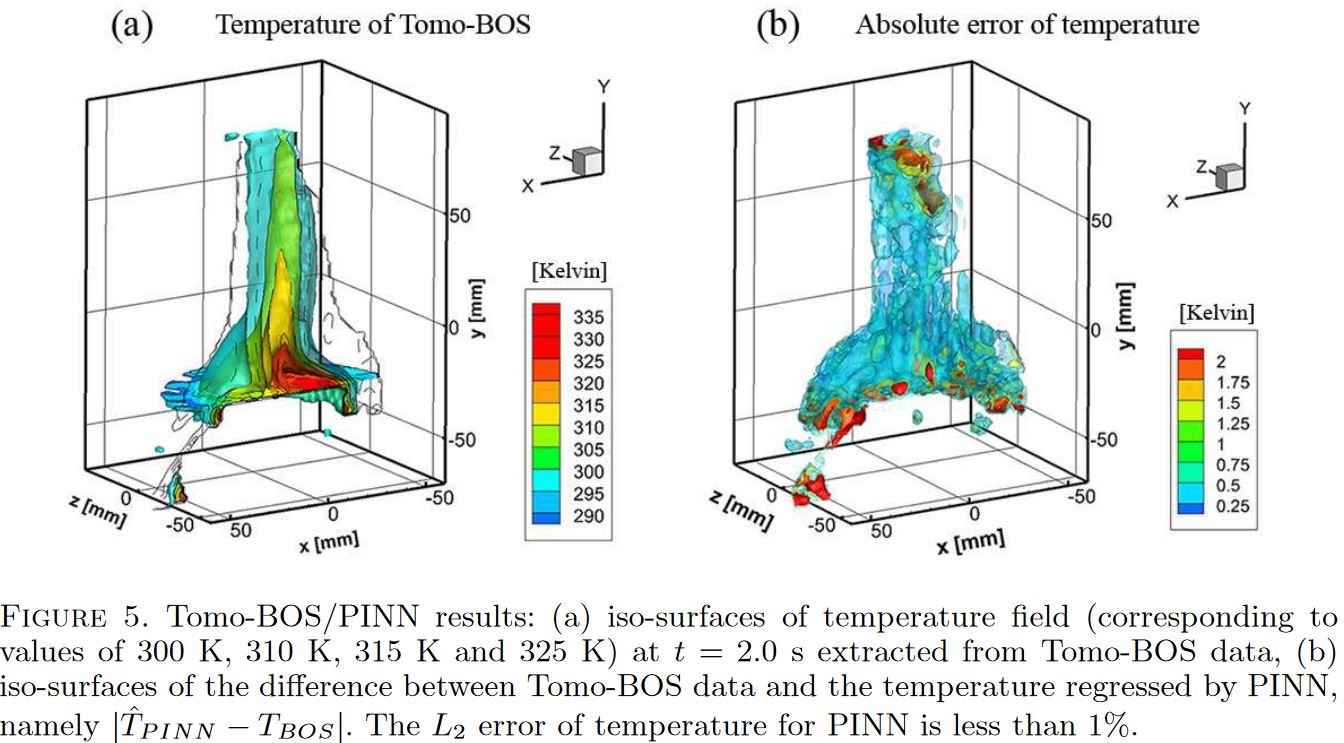 (a) Temperature of Tomo-BOS
Y
Z
X
50
0
-50
y [mm]
[Kelvin]
335
330
325
320
315
310
305
300
295
290
z [mm]
0
-50
50
0
-50
x [mm]
(b) Absolute error of temperature
Y
Z
X
50
0
-50
y [mm]
[Kelvin]
2
1.75
1.5
1.25
1
0.75
0.5
0.25
z [mm]
0
-50
50
0
-50
x [mm]
FIGURE 5. Tomo-BOS/PINN results: (a) iso-surfaces of temperature field (corresponding to
values of 300 K, 310 K, 315 K and 325 K) at t = 2.0 s extracted from Tomo-BOS data, (b)
iso-surfaces of the difference between Tomo-BOS data and the temperature regressed by PINN,
namely |T̂_PINN − T_BOS|. The L₂ error of temperature for PINN is less than 1%.